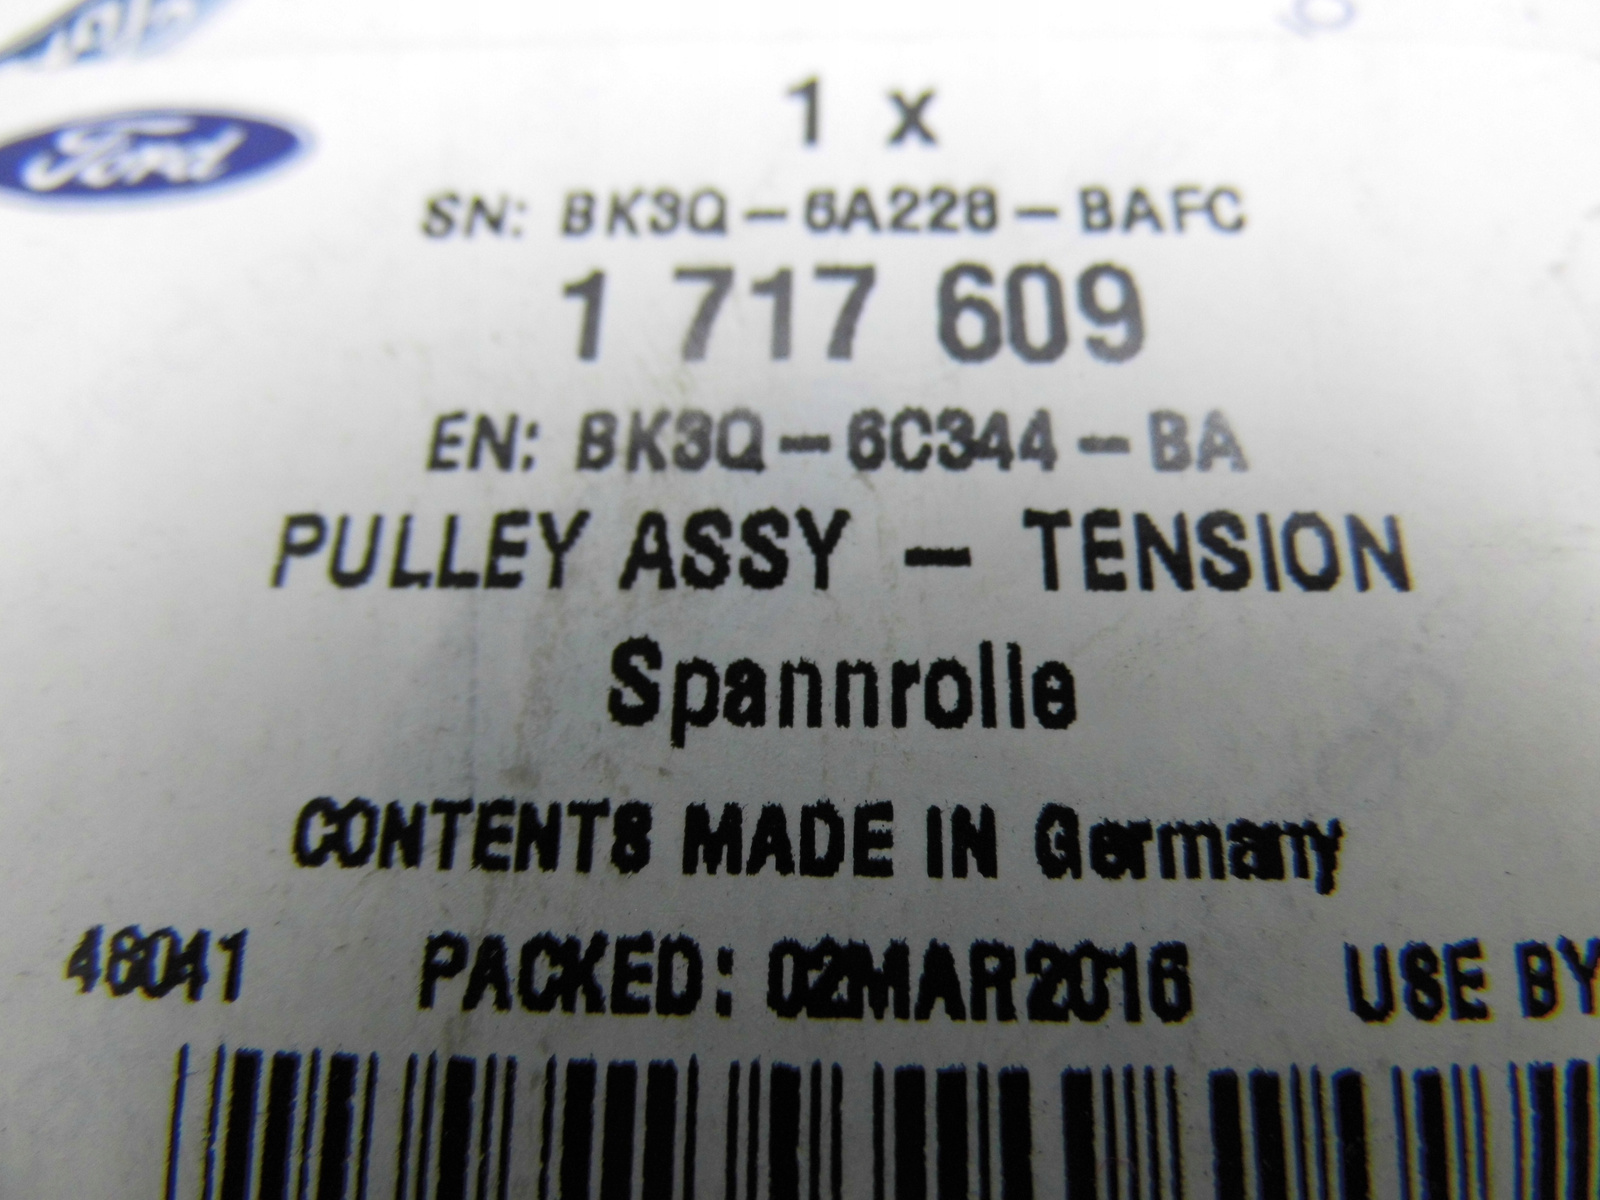 Ford
1 x
SN: BK3Q-6A228-BAFC
1 717 609
EN: BK3Q-6C344-BA
PULLEY ASSY - TENSION
Spannrolle
CONTENTS MADE IN Germany
48041 PACKED: 02MAR2016 USE BY